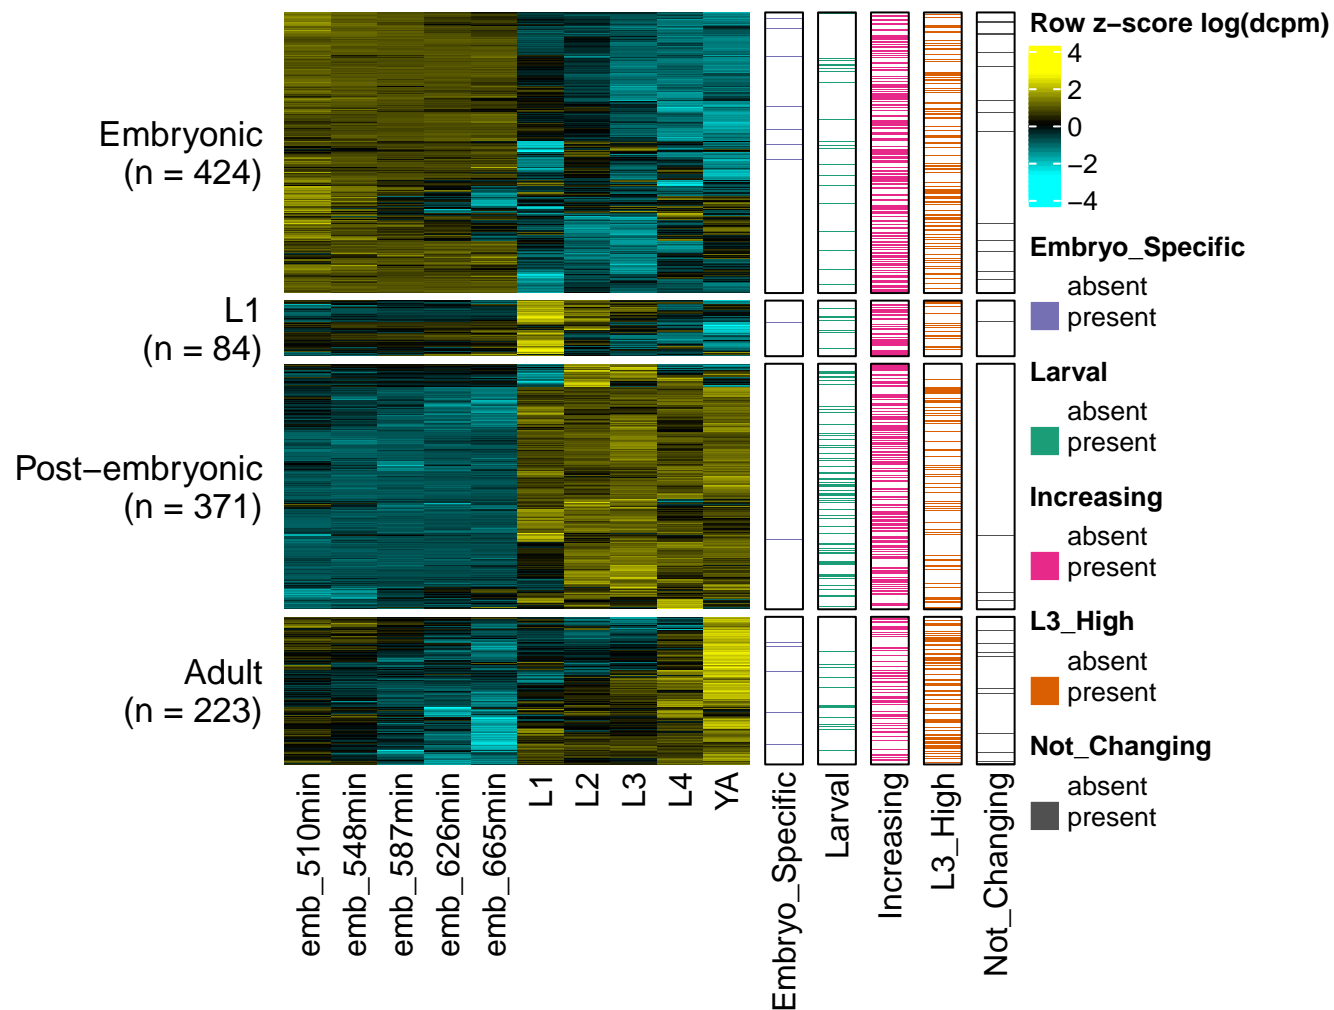 Embryonic
(n = 424)
L1
(n = 84)
Post−embryonic
(n = 371)
Adult
(n = 223)
emb_510min
emb_548min
emb_587min
emb_626min
emb_665min
L1
L2
L3
L4
YA
Embryo_Specific
Larval
Increasing
L3_High
Not_Changing
Row z−score log(dcpm)
4
2
0
−2
−4
Embryo_Specific
absent
present
Larval
absent
present
Increasing
absent
present
L3_High
absent
present
Not_Changing
absent
present